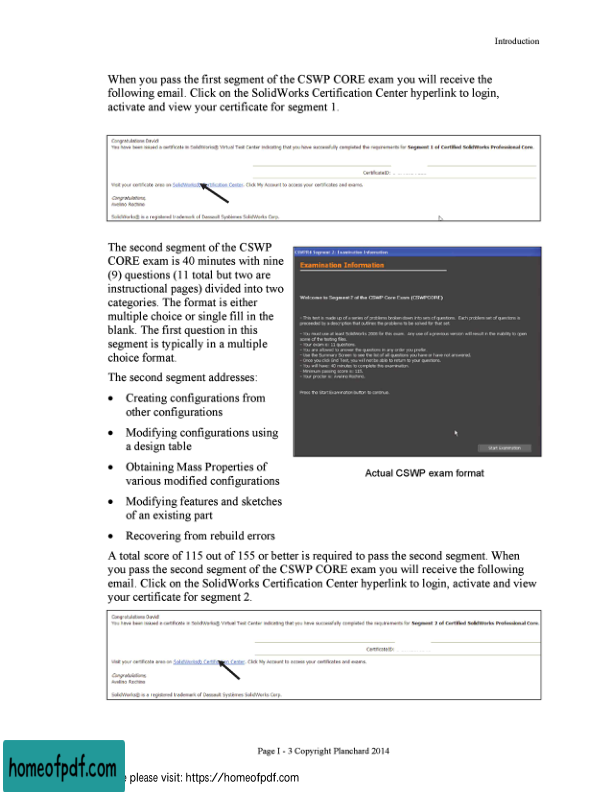 Introduction
When you pass the first segment of the CSWP CORE exam you will receive the
following email. Click on the SolidWorks Certification Center hyperlink to login,
activate and view your certificate for segment 1.
Congratulations David!
You have been issued a certificate in SolidWorks® Virtual Test Center indicating that you have successfully completed the requirements for Segment 1 of Certified SolidWorks Professional Core.
CertificateID:
Visit your certificate area on SolidWorks® Certification Center. Click My Account to access your certificates and exams.
Congratulations,
Avelino Rochino
SolidWorks® is a registered trademark of Dassault Systèmes SolidWorks Corp.
The second segment of the CSWP
CORE exam is 40 minutes with nine
(9) questions (11 total but two are
instructional pages) divided into two
categories. The format is either
multiple choice or single fill in the
blank. The first question in this
segment is typically in a multiple
choice format.
The second segment addresses:
• Creating configurations from
other configurations
• Modifying configurations using
a design table
• Obtaining Mass Properties of
various modified configurations
• Modifying features and sketches
of an existing part
• Recovering from rebuild errors
Segment 2: Examination Information
Examination Information
Welcome to Segment 2 of the CSWP Core Exam (CSWPCORE)
- This test is made up of a series of problems broken down into sets of questions. Each problem set of questions is
preceded by a description that outlines the problems to be solved for that set.
- You must use at least SolidWorks 2009 for this exam. Any use of a previous version will result in the inability to open
some of the testing files.
- Your exam is: 11 questions.
- You are allowed to answer the questions in any order you prefer.
- Use the Summary Screen to see the list of all questions you have or have not answered.
- Once you click End Test, you will not be able to return to your questions.
- You will have: 40 minutes to complete the examination.
- Minimum passing score is: 115.
- Your proctor is: Avelino Rochino.
Press the Start Examination button to continue.
Start Examination
Actual CSWP exam format
A total score of 115 out of 155 or better is required to pass the second segment. When
you pass the second segment of the CSWP CORE exam you will receive the following
email. Click on the SolidWorks Certification Center hyperlink to login, activate and view
your certificate for segment 2.
Congratulations David!
You have been issued a certificate in SolidWorks® Virtual Test Center indicating that you have successfully completed the requirements for Segment 2 of Certified SolidWorks Professional Core.
CertificateID:
Visit your certificate area on SolidWorks® Certification Center. Click My Account to access your certificates and exams.
Congratulations,
Avelino Rochino
SolidWorks® is a registered trademark of Dassault Systèmes SolidWorks Corp.
Page I - 3 Copyright Planchard 2014
homeofpdf.com
please visit: https://homeofpdf.com